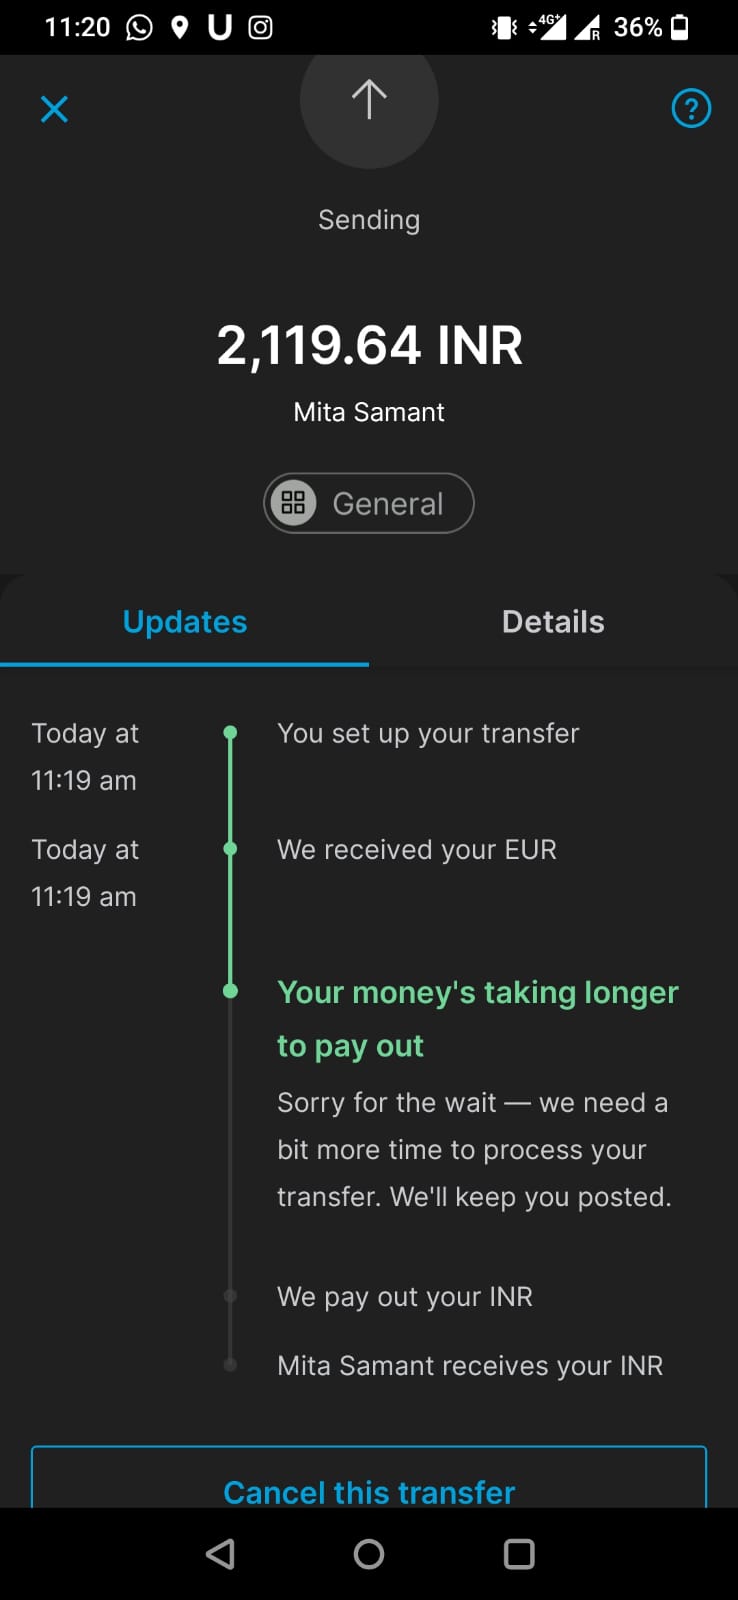 11:20
4G+
R
36%
?
Sending
2,119.64 INR
Mita Samant
General
Updates
Details
Today at
11:19 am
You set up your transfer
Today at
11:19 am
We received your EUR
Your money's taking longer
to pay out
Sorry for the wait — we need a
bit more time to process your
transfer. We'll keep you posted.
We pay out your INR
Mita Samant receives your INR
Cancel this transfer